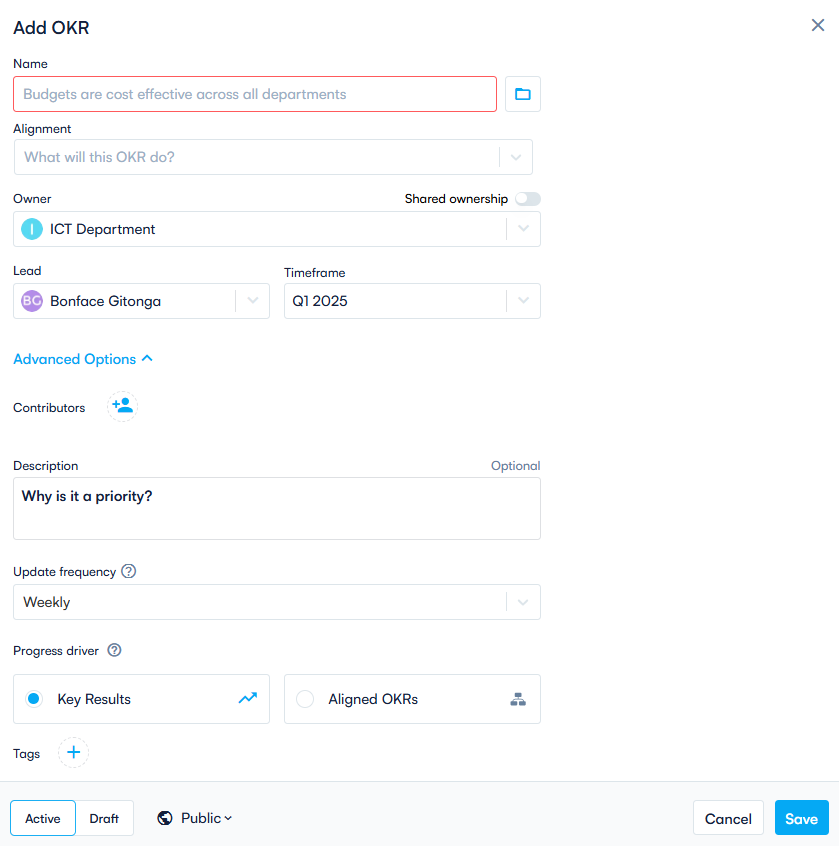 Add OKR
Name
Budgets are cost effective across all departments
Alignment
What will this OKR do?
Owner
Shared ownership
I ICT Department
Lead
Timeframe
BG Bonface Gitonga
Q1 2025
Advanced Options
Contributors
Description
Optional
Why is it a priority?
Update frequency ?
Weekly
Progress driver ?
Key Results
Aligned OKRs
Tags
Active
Draft
Public
Cancel
Save